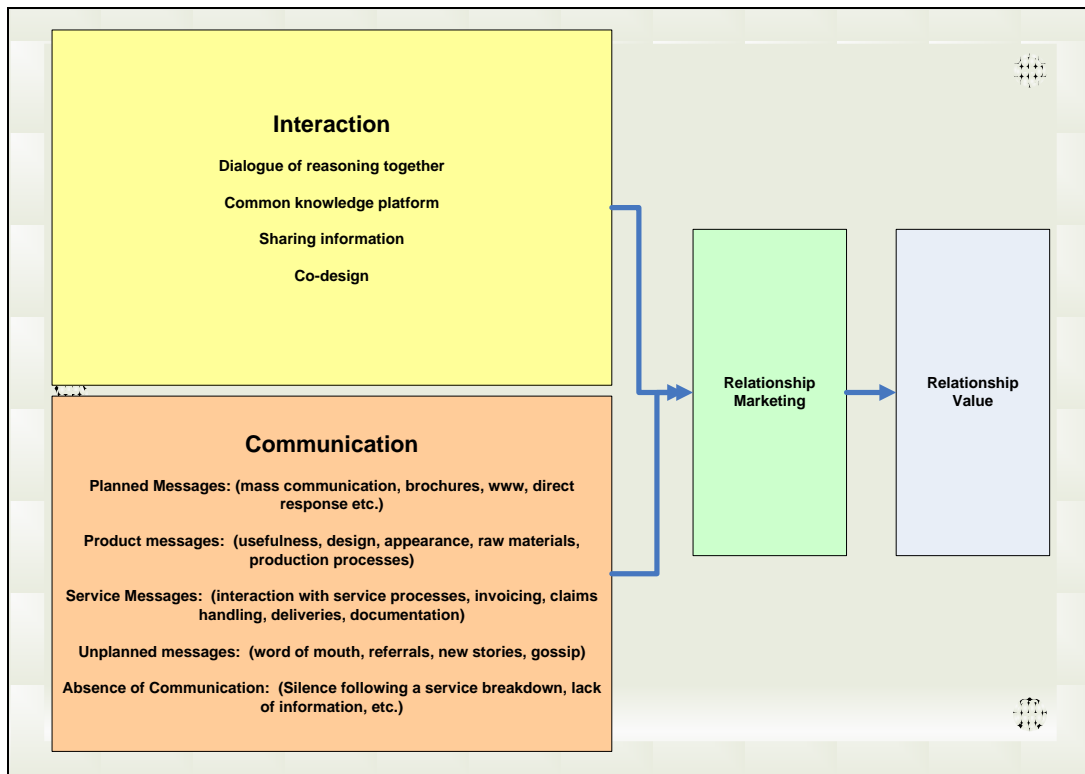 Interaction
Dialogue of reasoning together
Common knowledge platform
Sharing information
Co-design
Communication
Planned Messages: (mass communication, brochures, www, direct
response etc.)
Product messages:  (usefulness, design, appearance, raw materials,
production processes)
Service Messages:  (interaction with service processes, invoicing, claims
handling, deliveries, documentation)
Unplanned messages:  (word of mouth, referrals, new stories, gossip)
Absence of Communication:  (Silence following a service breakdown, lack
of information, etc.)
Relationship
Marketing
Relationship
Value